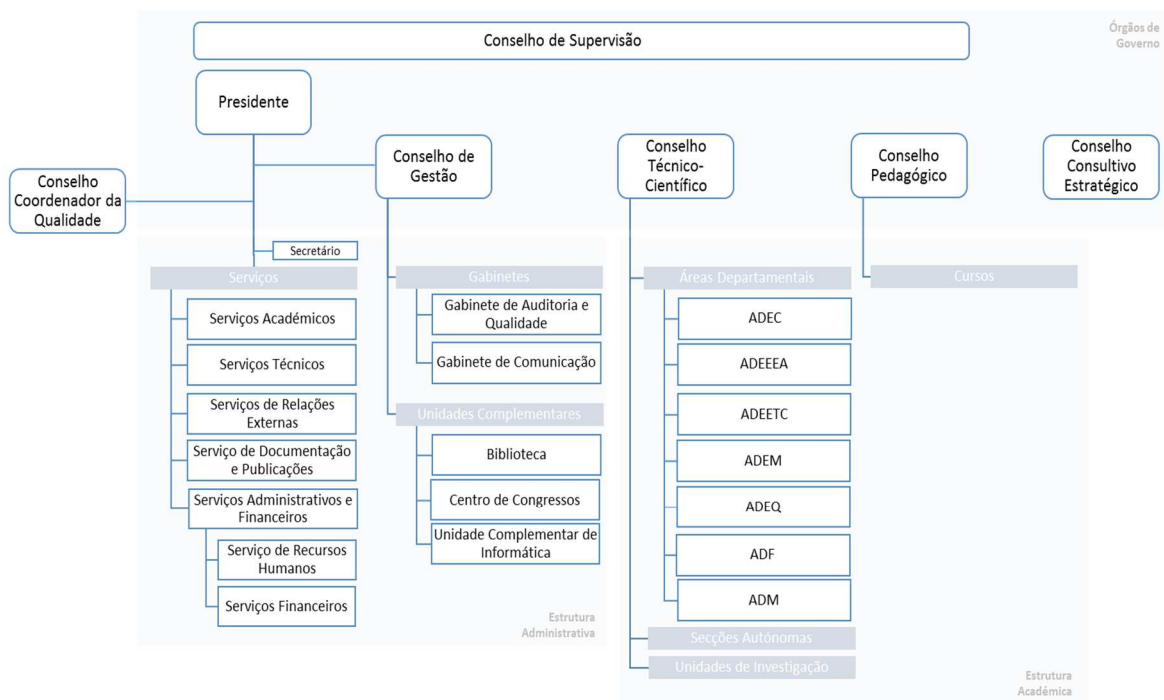 Órgãos de
Governo
Conselho de Supervisão
Presidente
Conselho de
Gestão
Conselho
Técnico-
Científico
Conselho
Pedagógico
Conselho
Consultivo
Estratégico
Conselho
Coordenador da
Qualidade
Secretário
Serviços
Serviços Académicos
Serviços Técnicos
Serviços de Relações
Externas
Serviço de Documentação
e Publicações
Serviços Administrativos e
Financeiros
Serviço de Recursos
Humanos
Serviços Financeiros
Gabinetes
Gabinete de Auditoria e
Qualidade
Gabinete de Comunicação
Unidades Complementares
Biblioteca
Centro de Congressos
Unidade Complementar de
Informática
Estrutura
Administrativa
Áreas Departamentais
ADEC
ADEEEA
ADEETC
ADEM
ADEQ
ADF
ADM
Secções Autónomas
Unidades de Investigação
Cursos
Estrutura
Académica